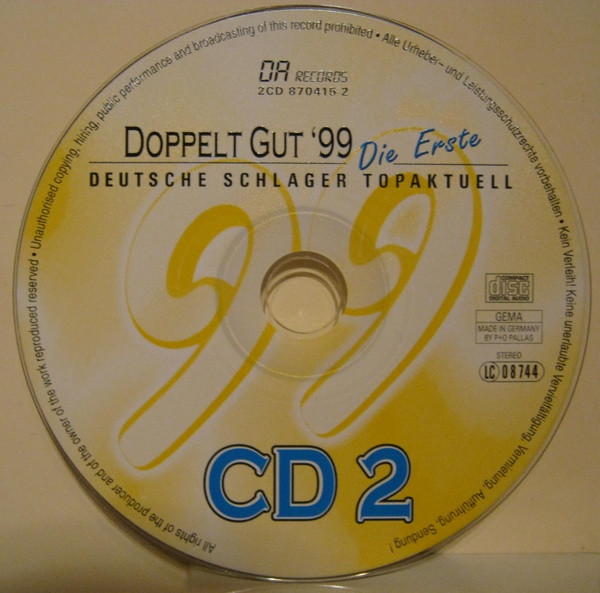 All rights of the producer and of the owner of the work reproduced reserved • Unauthorised copying, hiring, public performance and broadcasting of this record prohibited • Alle Urheber- und Leistungsschutzrechte vorbehalten • Kein Verleih! Keine unerlaubte Vervielfältigung, Vermietung, Aufführung, Sendung!
DA RECORDS
2CD 870415-2
DOPPELT GUT '99 Die Erste
DEUTSCHE SCHLAGER TOPAKTUELL
99
COMPACT
disc
DIGITAL AUDIO
GEMA
MADE IN GERMANY
BY P+O PALLAS
STEREO
LC 08744
CD 2